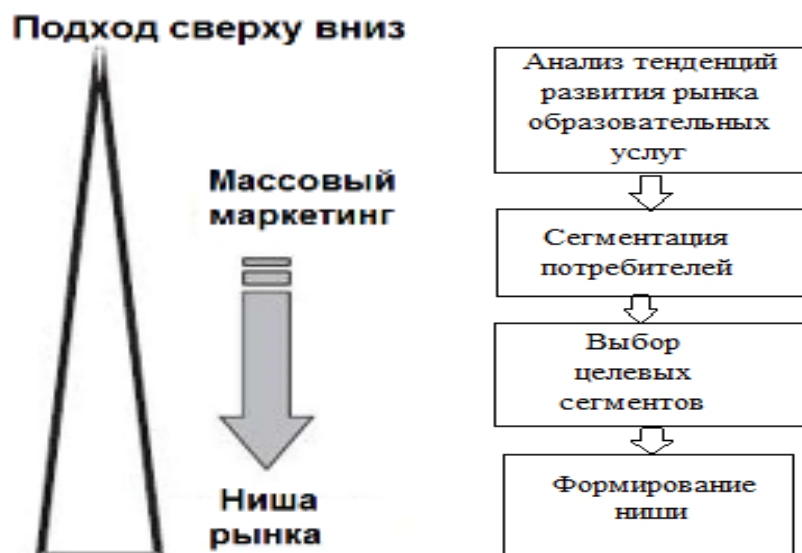 Подход сверху вниз
Массовый
маркетинг
Ниша
рынка
Анализ тенденций
развития рынка
образовательных
услуг
Сегментация
потребителей
Выбор
целевых
сегментов
Формирование
ниши